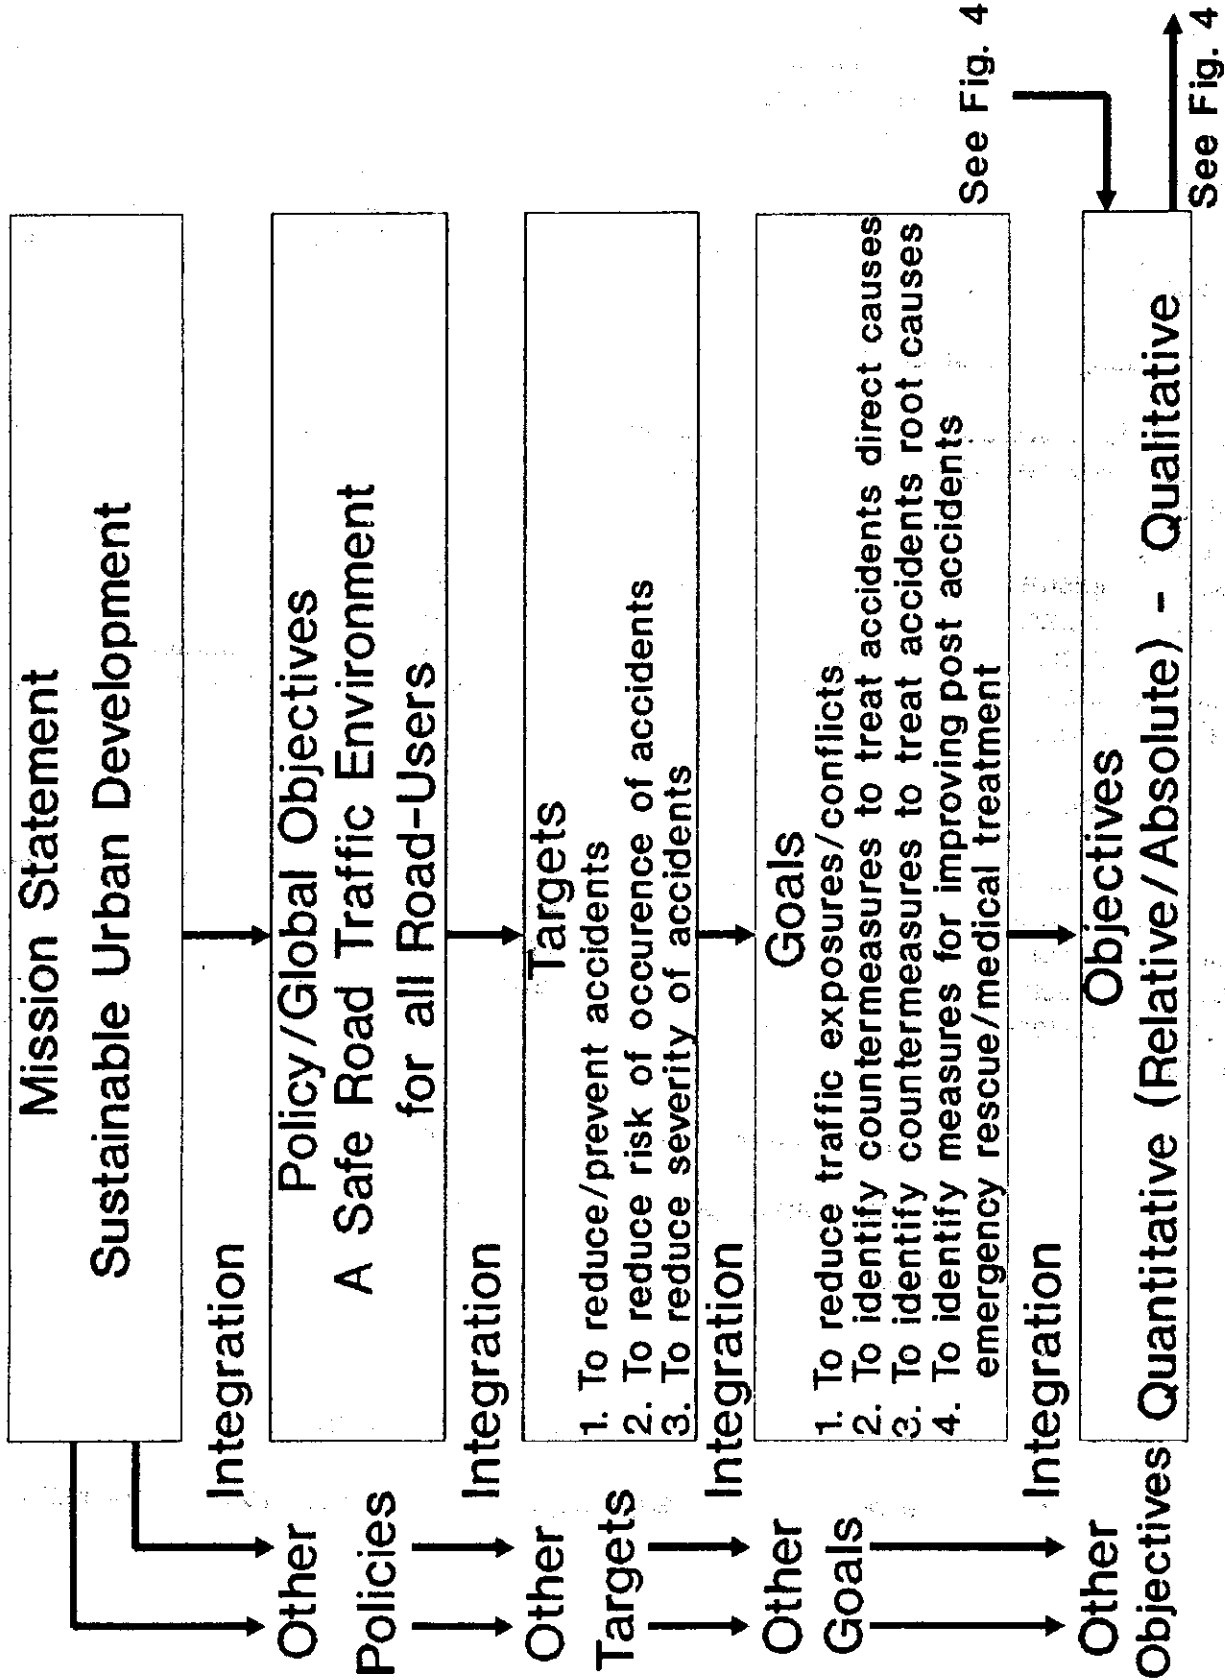 Mission Statement
Sustainable Urban Development
Integration
Other
Policies
Policy/Global Objectives
A Safe Road Traffic Environment
for all Road-Users
Integration
Other
Targets
Targets
1. To reduce/prevent accidents
2. To reduce risk of occurence of accidents
3. To reduce severity of accidents
Integration
Other
Goals
Goals
1. To reduce traffic exposures/conflicts
2. To identify countermeasures to treat accidents direct causes
3. To identify countermeasures to treat accidents root causes
4. To identify measures for improving post accidents
emergency rescue/medical treatment
Integration
See Fig. 4
Other
Objectives
Objectives
Quantitative (Relative/Absolute) - Qualitative
See Fig. 4